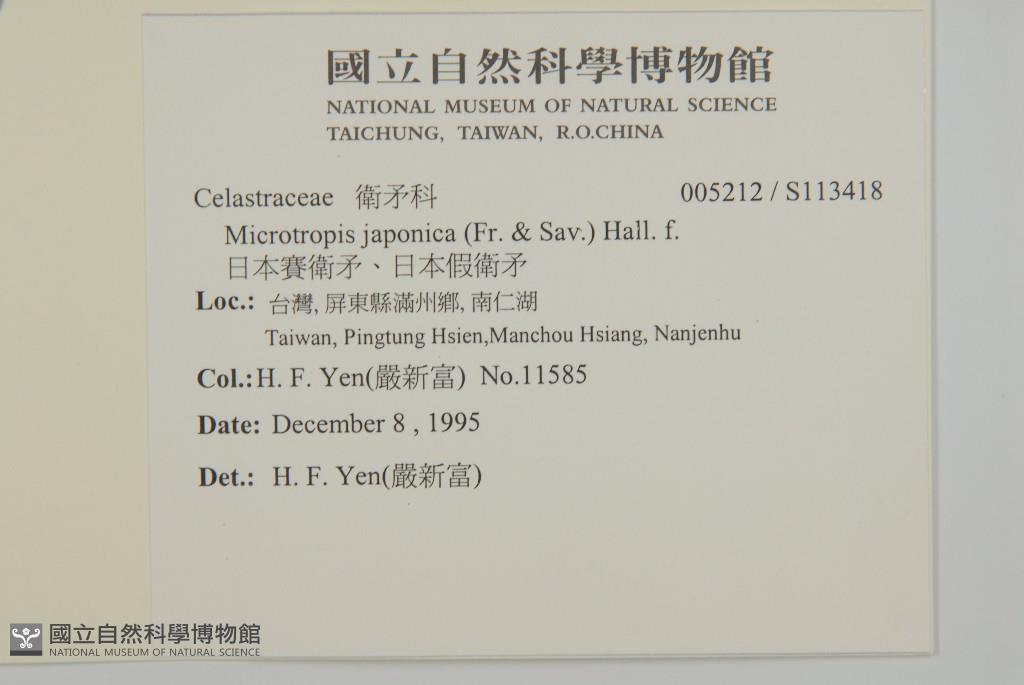 國立自然科學博物館
NATIONAL MUSEUM OF NATURAL SCIENCE
TAICHUNG, TAIWAN, R.O.CHINA
Celastraceae 衛矛科 005212 / S113418
Microtropis japonica (Fr. & Sav.) Hall. f.
日本賽衛矛、日本假衛矛
Loc.: 台灣, 屏東縣滿州鄉, 南仁湖
Taiwan, Pingtung Hsien,Manchou Hsiang, Nanjenhu
Col.:H. F. Yen(嚴新富) No.11585
Date: December 8 , 1995
Det.: H. F. Yen(嚴新富)
國立自然科學博物館
NATIONAL MUSEUM OF NATURAL SCIENCE